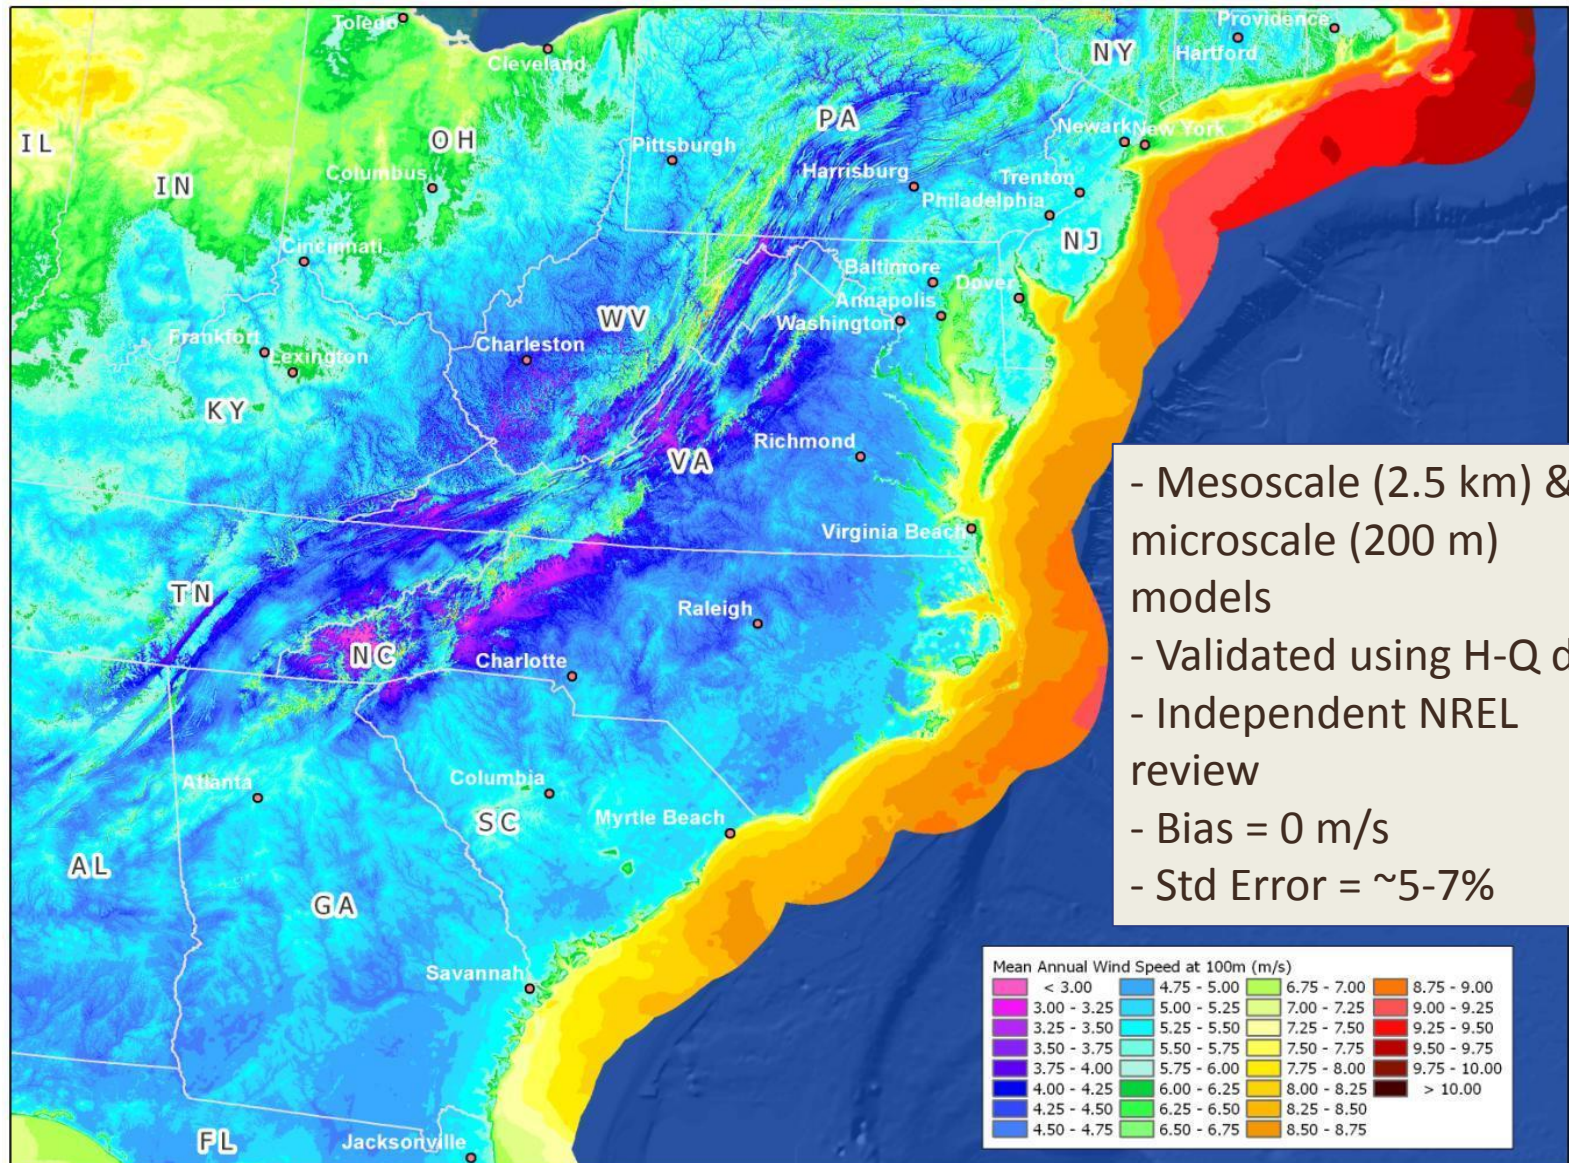 Toledo
Cleveland
Providence
Hartford
NY
PA
OH
IL
IN
Newark
New York
Pittsburgh
Columbus
Harrisburg
Trenton
Philadelphia
NJ
Cincinnati
Baltimore
Dover
Annapolis
WV
Washington
Frankfort
Lexington
Charleston
KY
Richmond
VA
Virginia Beach
TN
Raleigh
NC
Charlotte
Atlanta
Columbia
SC
Myrtle Beach
AL
GA
Savannah
FL
Jacksonville
- Mesoscale (2.5 km) &
microscale (200 m)
models
- Validated using H-Q d
- Independent NREL
review
- Bias = 0 m/s
- Std Error = ~5-7%
Mean Annual Wind Speed at 100m (m/s)
< 3.00
3.00 - 3.25
3.25 - 3.50
3.50 - 3.75
3.75 - 4.00
4.00 - 4.25
4.25 - 4.50
4.50 - 4.75
4.75 - 5.00
5.00 - 5.25
5.25 - 5.50
5.50 - 5.75
5.75 - 6.00
6.00 - 6.25
6.25 - 6.50
6.50 - 6.75
6.75 - 7.00
7.00 - 7.25
7.25 - 7.50
7.50 - 7.75
7.75 - 8.00
8.00 - 8.25
8.25 - 8.50
8.50 - 8.75
8.75 - 9.00
9.00 - 9.25
9.25 - 9.50
9.50 - 9.75
9.75 - 10.00
> 10.00